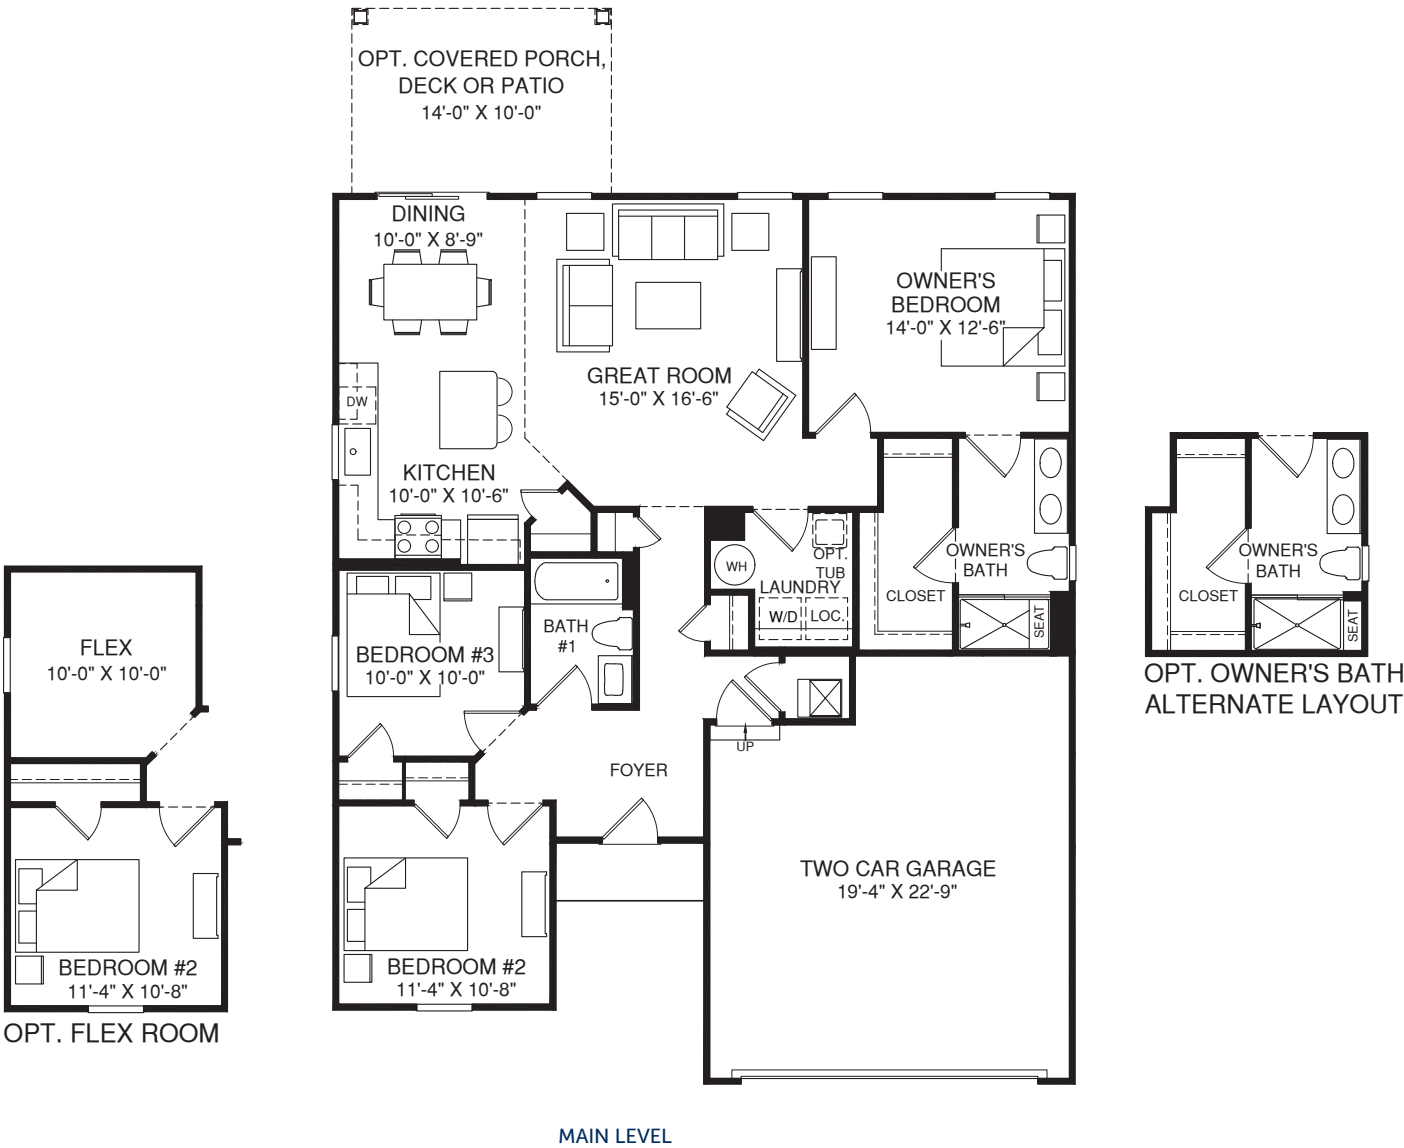 OPT. COVERED PORCH,
DECK OR PATIO
14'-0" X 10'-0"
DINING
10'-0" X 8'-9"
OWNER'S
BEDROOM
14'-0" X 12'-6"
GREAT ROOM
15'-0" X 16'-6"
DW
KITCHEN
10'-0" X 10'-6"
WH
OPT.
TUB
LAUNDRY
W/D
LOC.
OWNER'S
BATH
CLOSET
SEAT
BATH
#1
BEDROOM #3
10'-0" X 10'-0"
UP
FOYER
TWO CAR GARAGE
19'-4" X 22'-9"
BEDROOM #2
11'-4" X 10'-8"
FLEX
10'-0" X 10'-0"
BEDROOM #2
11'-4" X 10'-8"
OPT. FLEX ROOM
OWNER'S
BATH
CLOSET
SEAT
OPT. OWNER'S BATH
ALTERNATE LAYOUT
MAIN LEVEL